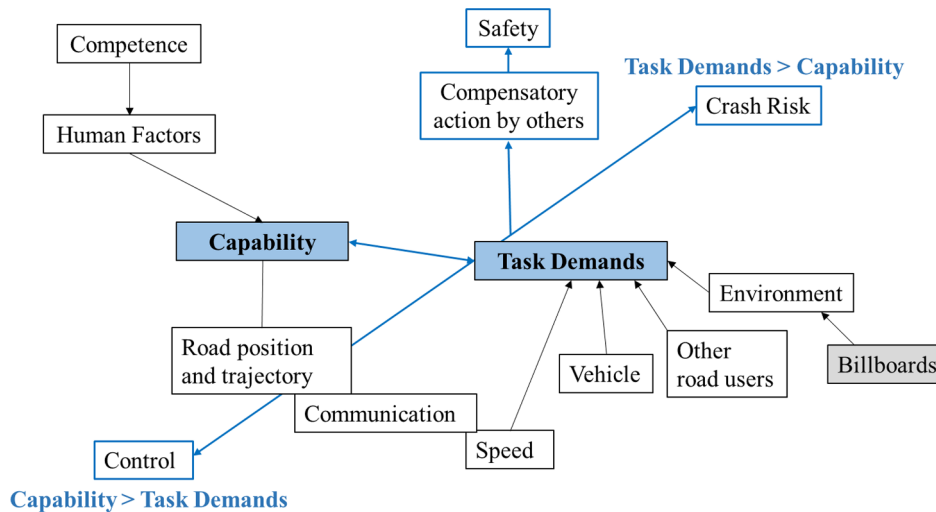 Safety
Competence
Task Demands > Capability
Compensatory
action by others
Crash Risk
Human Factors
Capability
Task Demands
Environment
Road position
and trajectory
Other
road users
Vehicle
Billboards
Communication
Speed
Control
Capability > Task Demands